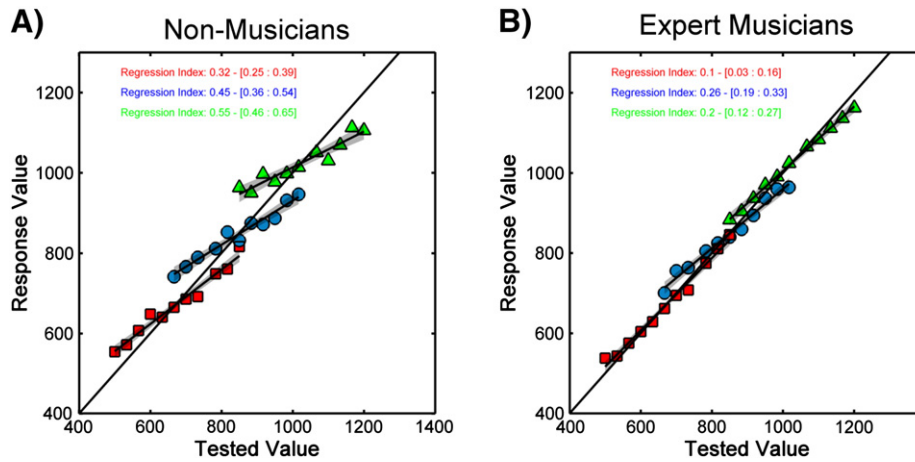 A)
Non-Musicians
Regression Index: 0.32 - [0.25 : 0.39]
Regression Index: 0.45 - [0.36 : 0.54]
Regression Index: 0.55 - [0.46 : 0.65]
Response Value
1200
1000
800
600
400
400 600 800 1000 1200 1400
Tested Value
B)
Expert Musicians
Regression Index: 0.1 - [0.03 : 0.16]
Regression Index: 0.26 - [0.19 : 0.33]
Regression Index: 0.2 - [0.12 : 0.27]
Response Value
1200
1000
800
600
400
400 600 800 1000 1200
Tested Value